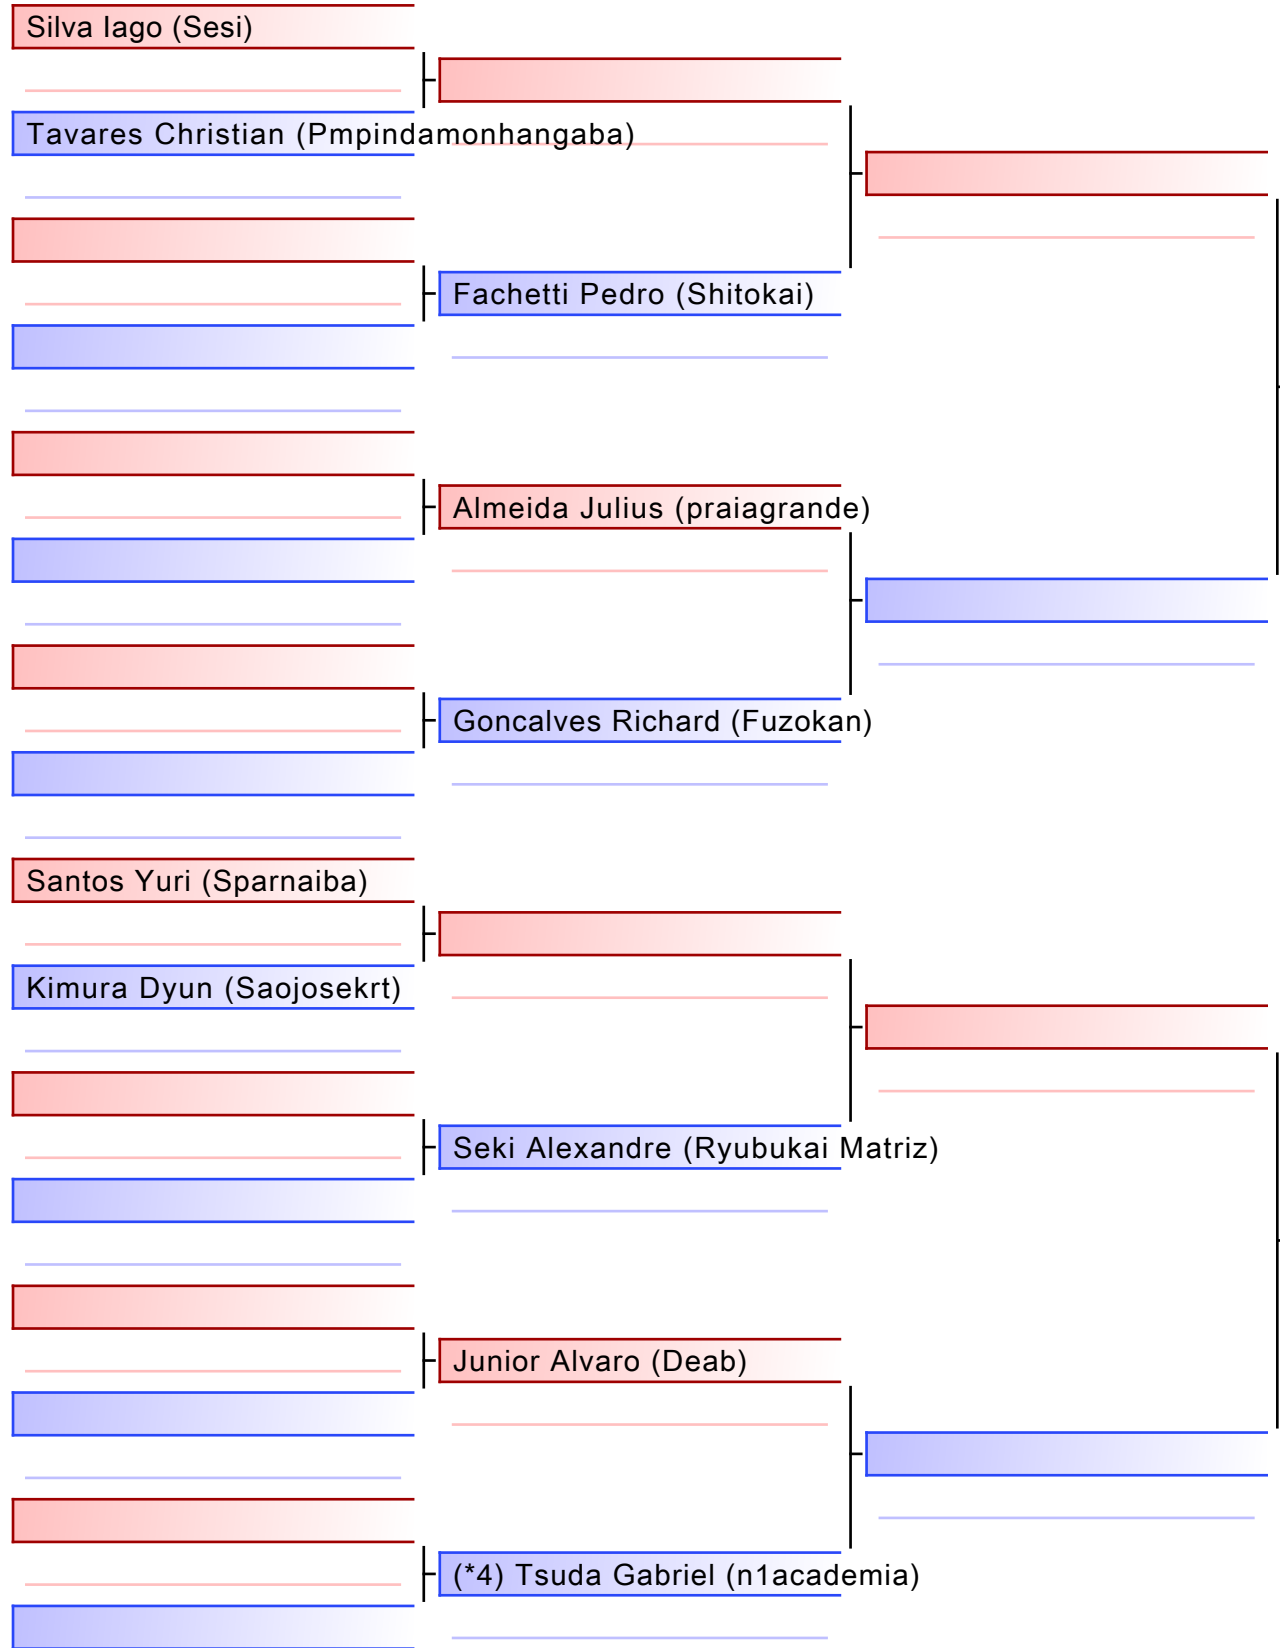 Silva Iago (Sesi)
Tavares Christian (Pmpindamonhangaba)
Fachetti Pedro (Shitokai)
Almeida Julius (praiagrande)
Goncalves Richard (Fuzokan)
Santos Yuri (Sparnaiba)
Kimura Dyun (Saojosekrt)
Seki Alexandre (Ryubukai Matriz)
Junior Alvaro (Deab)
(*4) Tsuda Gabriel (n1academia)